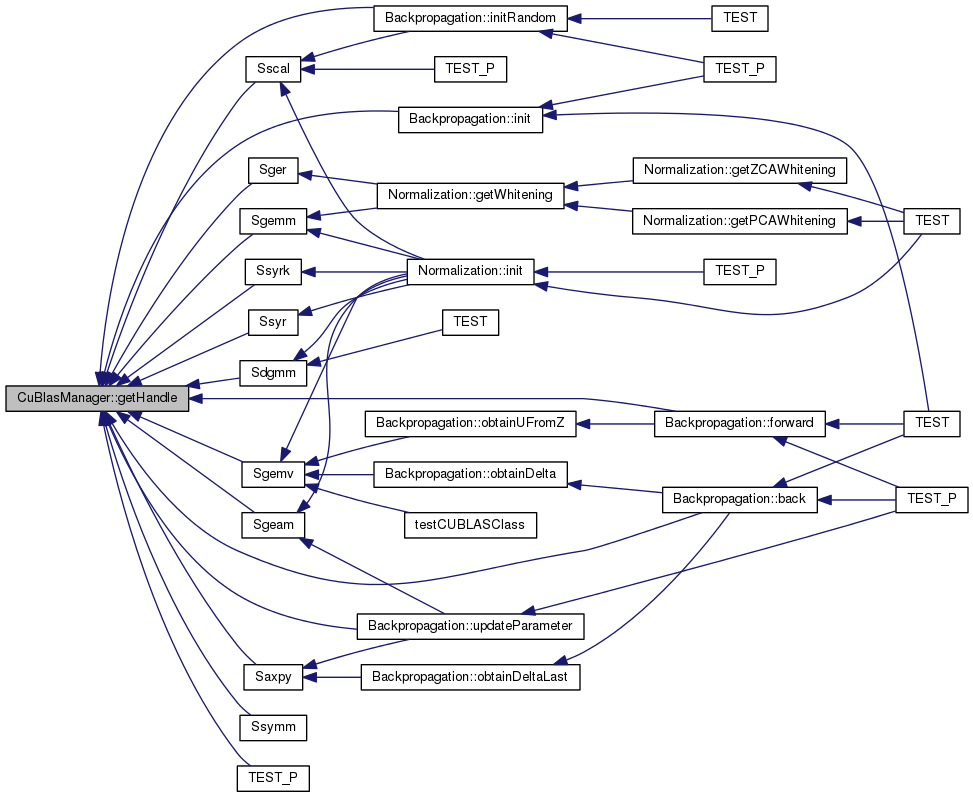 Backpropagation::initRandom
TEST
Sscal
TEST_P
TEST_P
Backpropagation::init
Sger
Normalization::getZCAWhitening
Normalization::getWhitening
Sgemm
Normalization::getPCAWhitening
TEST
Ssyrk
Normalization::init
TEST_P
Ssyr
TEST
Sdgmm
CuBlasManager::getHandle
Backpropagation::obtainUFromZ
Backpropagation::forward
TEST
Sgemv
Backpropagation::obtainDelta
Backpropagation::back
TEST_P
Sgeam
testCUBLASClass
Backpropagation::updateParameter
Saxpy
Backpropagation::obtainDeltaLast
Ssymm
TEST_P